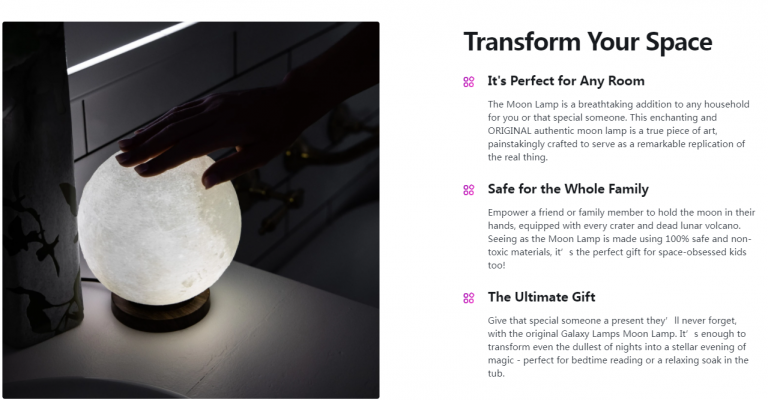 Transform Your Space
It's Perfect for Any Room
The Moon Lamp is a breathtaking addition to any household
for you or that special someone. This enchanting and
ORIGINAL authentic moon lamp is a true piece of art,
painstakingly crafted to serve as a remarkable replication of
the real thing.
Safe for the Whole Family
Empower a friend or family member to hold the moon in their
hands, equipped with every crater and dead lunar volcano.
Seeing as the Moon Lamp is made using 100% safe and non-
toxic materials, it’s the perfect gift for space-obsessed kids
too!
The Ultimate Gift
Give that special someone a present they’ll never forget,
with the original Galaxy Lamps Moon Lamp. It’s enough to
transform even the dullest of nights into a stellar evening of
magic - perfect for bedtime reading or a relaxing soak in the
tub.